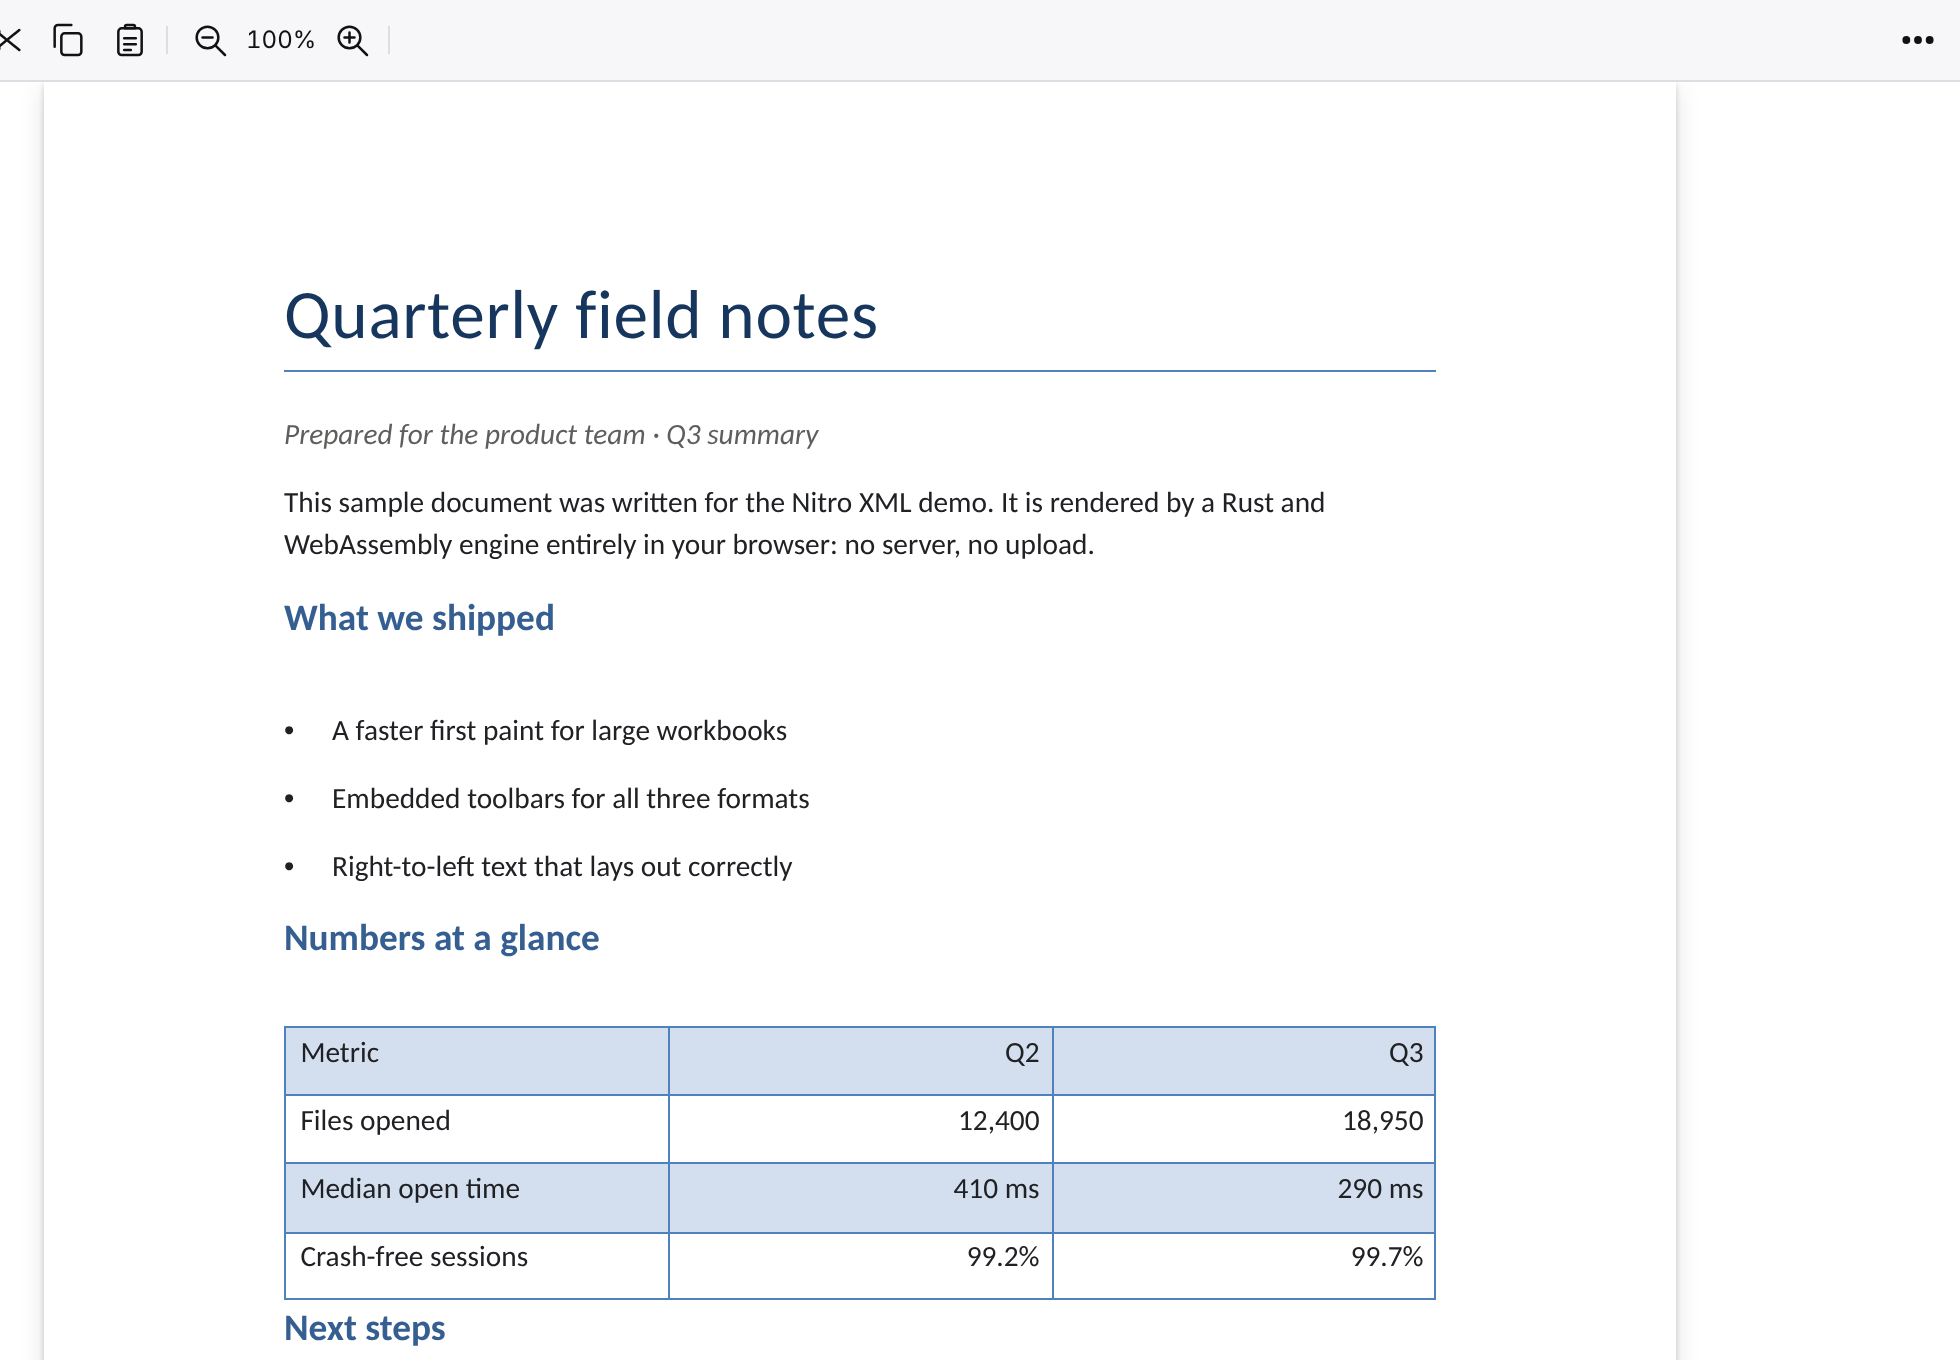 100%
Quarterly field notes
Prepared for the product team · Q3 summary
This sample document was written for the Nitro XML demo. It is rendered by a Rust and
WebAssembly engine entirely in your browser: no server, no upload.
What we shipped
• A faster first paint for large workbooks
• Embedded toolbars for all three formats
• Right-to-left text that lays out correctly
Numbers at a glance
Metric Q2 Q3
Files opened 12,400 18,950
Median open time 410 ms 290 ms
Crash-free sessions 99.2% 99.7%
Next steps